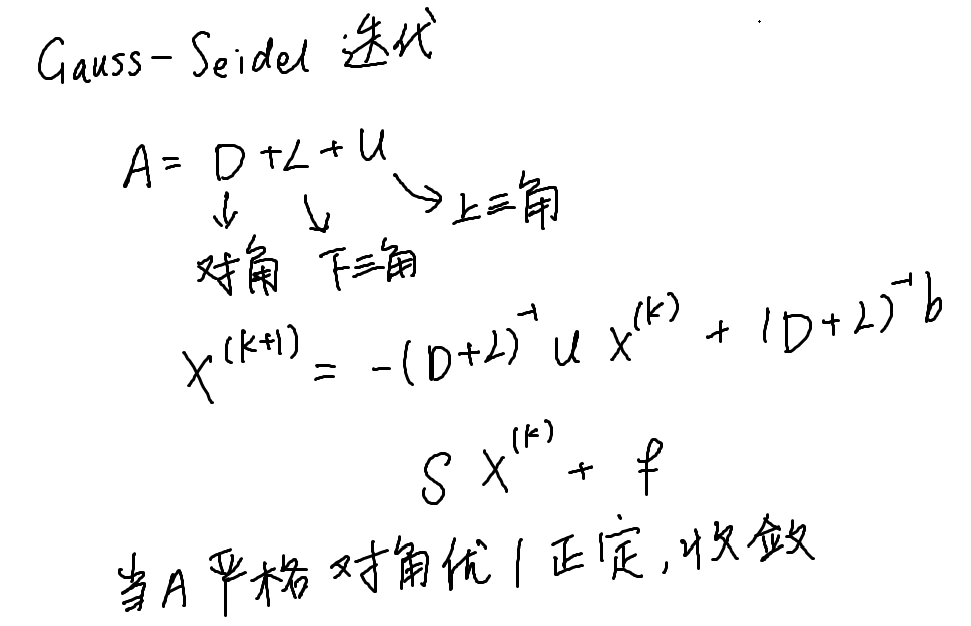 Gauss-Seidel 迭代
A = D + L + U
上三角
对角 下三角
X^(k+1) = -(D+L)^-1 U X^(k) + (D+L)^-1 b
S X^(k) + f
当A严格对角优/正定,收敛